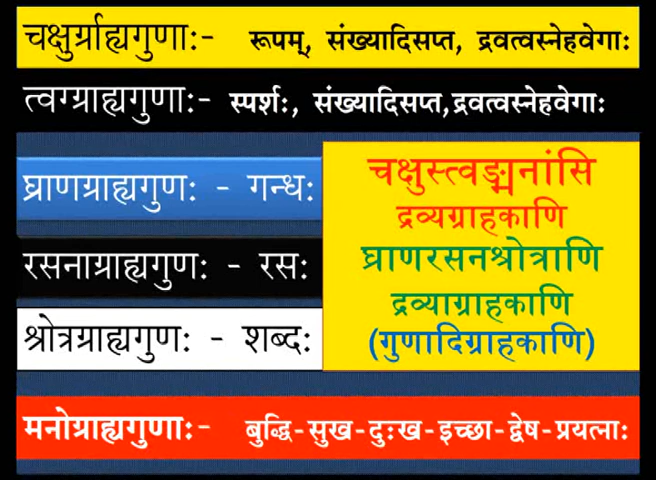 चक्षुर्ग्राह्यगुणाः- रूपम्, संख्यादिसप्त, द्रवत्वस्नेहवेगाः
त्वग्ग्राह्यगुणाः- स्पर्शः, संख्यादिसप्त,द्रवत्वस्नेहवेगाः
घ्राणग्राह्यगुणः - गन्धः
रसनाग्राह्यगुणः - रसः
श्रोत्रग्राह्यगुणः - शब्दः
चक्षुस्त्वङ्मनांसि
द्रव्यग्राहकाणि
घ्राणरसनश्रोत्राणि
द्रव्याग्राहकाणि
(गुणादिग्राहकाणि)
मनोग्राह्यगुणाः- बुद्धि-सुख-दुःख-इच्छा-द्वेष-प्रयत्नाः